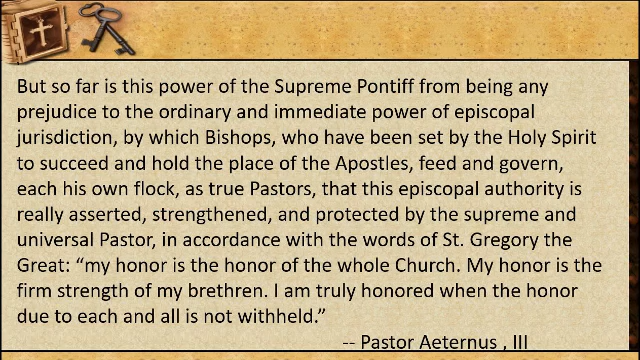 But so far is this power of the Supreme Pontiff from being any
prejudice to the ordinary and immediate power of episcopal
jurisdiction, by which Bishops, who have been set by the Holy Spirit
to succeed and hold the place of the Apostles, feed and govern,
each his own flock, as true Pastors, that this episcopal authority is
really asserted, strengthened, and protected by the supreme and
universal Pastor, in accordance with the words of St. Gregory the
Great: “my honor is the honor of the whole Church. My honor is the
firm strength of my brethren. I am truly honored when the honor
due to each and all is not withheld.”
-- Pastor Aeternus , III